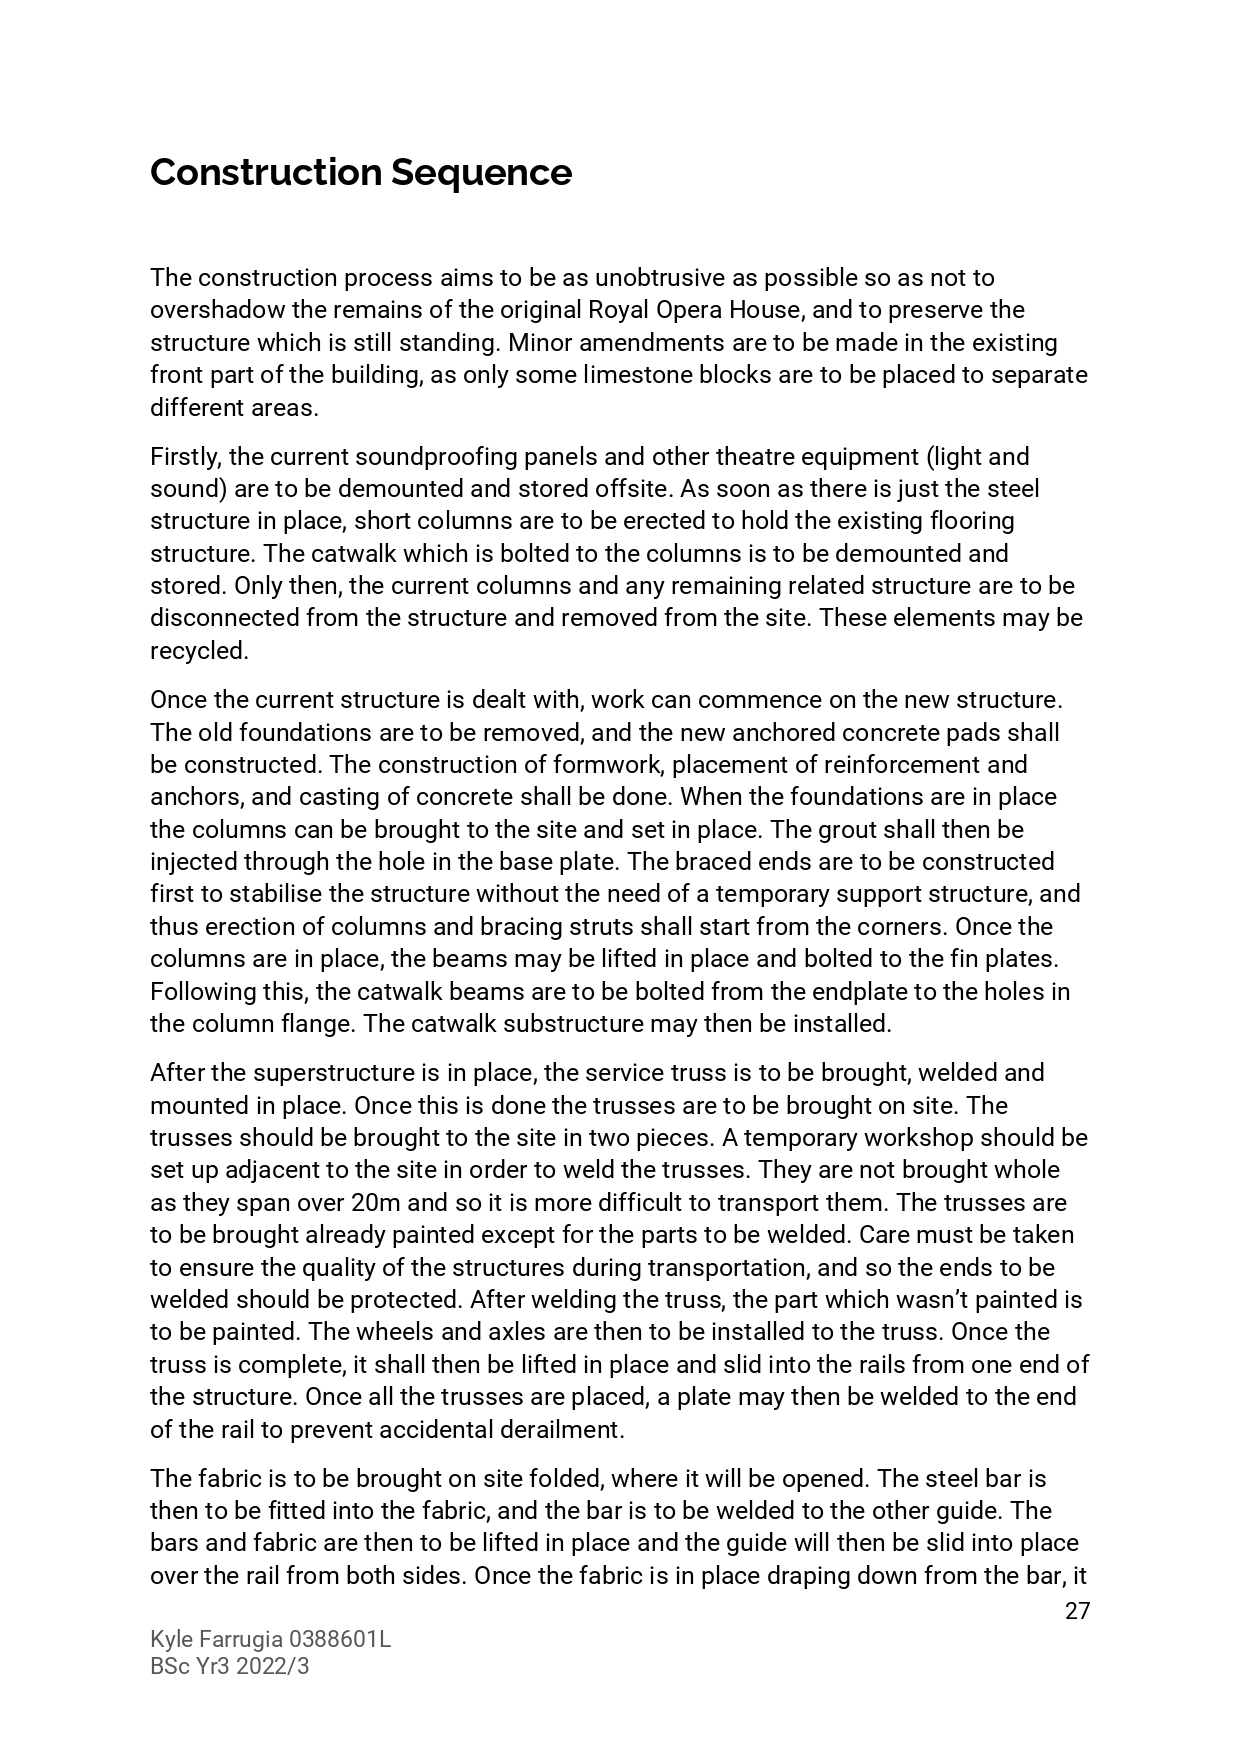 Construction Sequence
The construction process aims to be as unobtrusive as possible so as not to
overshadow the remains of the original Royal Opera House, and to preserve the
structure which is still standing. Minor amendments are to be made in the existing
front part of the building, as only some limestone blocks are to be placed to separate
different areas.
Firstly, the current soundproofing panels and other theatre equipment (light and
sound) are to be demounted and stored offsite. As soon as there is just the steel
structure in place, short columns are to be erected to hold the existing flooring
structure. The catwalk which is bolted to the columns is to be demounted and
stored. Only then, the current columns and any remaining related structure are to be
disconnected from the structure and removed from the site. These elements may be
recycled.
Once the current structure is dealt with, work can commence on the new structure.
The old foundations are to be removed, and the new anchored concrete pads shall
be constructed. The construction of formwork, placement of reinforcement and
anchors, and casting of concrete shall be done. When the foundations are in place
the columns can be brought to the site and set in place. The grout shall then be
injected through the hole in the base plate. The braced ends are to be constructed
first to stabilise the structure without the need of a temporary support structure, and
thus erection of columns and bracing struts shall start from the corners. Once the
columns are in place, the beams may be lifted in place and bolted to the fin plates.
Following this, the catwalk beams are to be bolted from the endplate to the holes in
the column flange. The catwalk substructure may then be installed.
After the superstructure is in place, the service truss is to be brought, welded and
mounted in place. Once this is done the trusses are to be brought on site. The
trusses should be brought to the site in two pieces. A temporary workshop should be
set up adjacent to the site in order to weld the trusses. They are not brought whole
as they span over 20m and so it is more difficult to transport them. The trusses are
to be brought already painted except for the parts to be welded. Care must be taken
to ensure the quality of the structures during transportation, and so the ends to be
welded should be protected. After welding the truss, the part which wasn’t painted is
to be painted. The wheels and axles are then to be installed to the truss. Once the
truss is complete, it shall then be lifted in place and slid into the rails from one end of
the structure. Once all the trusses are placed, a plate may then be welded to the end
of the rail to prevent accidental derailment.
The fabric is to be brought on site folded, where it will be opened. The steel bar is
then to be fitted into the fabric, and the bar is to be welded to the other guide. The
bars and fabric are then to be lifted in place and the guide will then be slid into place
over the rail from both sides. Once the fabric is in place draping down from the bar, it
27
Kyle Farrugia 0388601L
BSc Yr3 2022/3